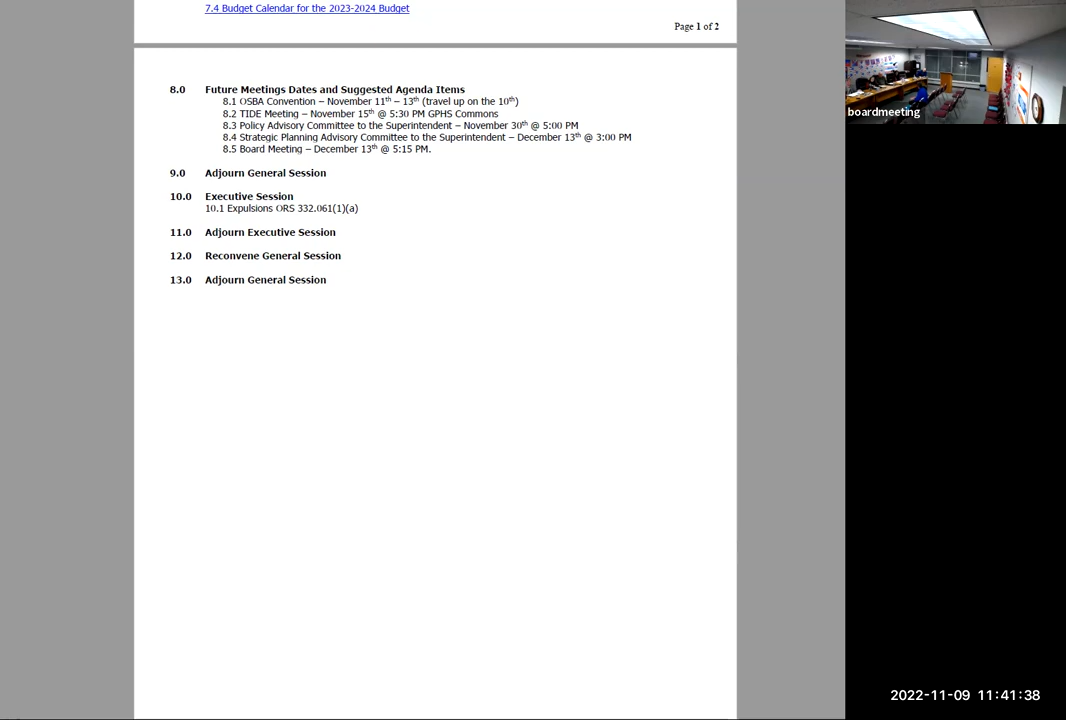 7.4 Budget Calendar for the 2023-2024 Budget
Page 1 of 2
8.0 Future Meetings Dates and Suggested Agenda Items
8.1 OSBA Convention – November 11th – 13th (travel up on the 10th)
8.2 TIDE Meeting – November 15th @ 5:30 PM GPHS Commons
8.3 Policy Advisory Committee to the Superintendent – November 30th @ 5:00 PM
8.4 Strategic Planning Advisory Committee to the Superintendent – December 13th @ 3:00 PM
8.5 Board Meeting – December 13th @ 5:15 PM.
9.0 Adjourn General Session
10.0 Executive Session
10.1 Expulsions ORS 332.061(1)(a)
11.0 Adjourn Executive Session
12.0 Reconvene General Session
13.0 Adjourn General Session
boardmeeting
2022-11-09 11:41:38